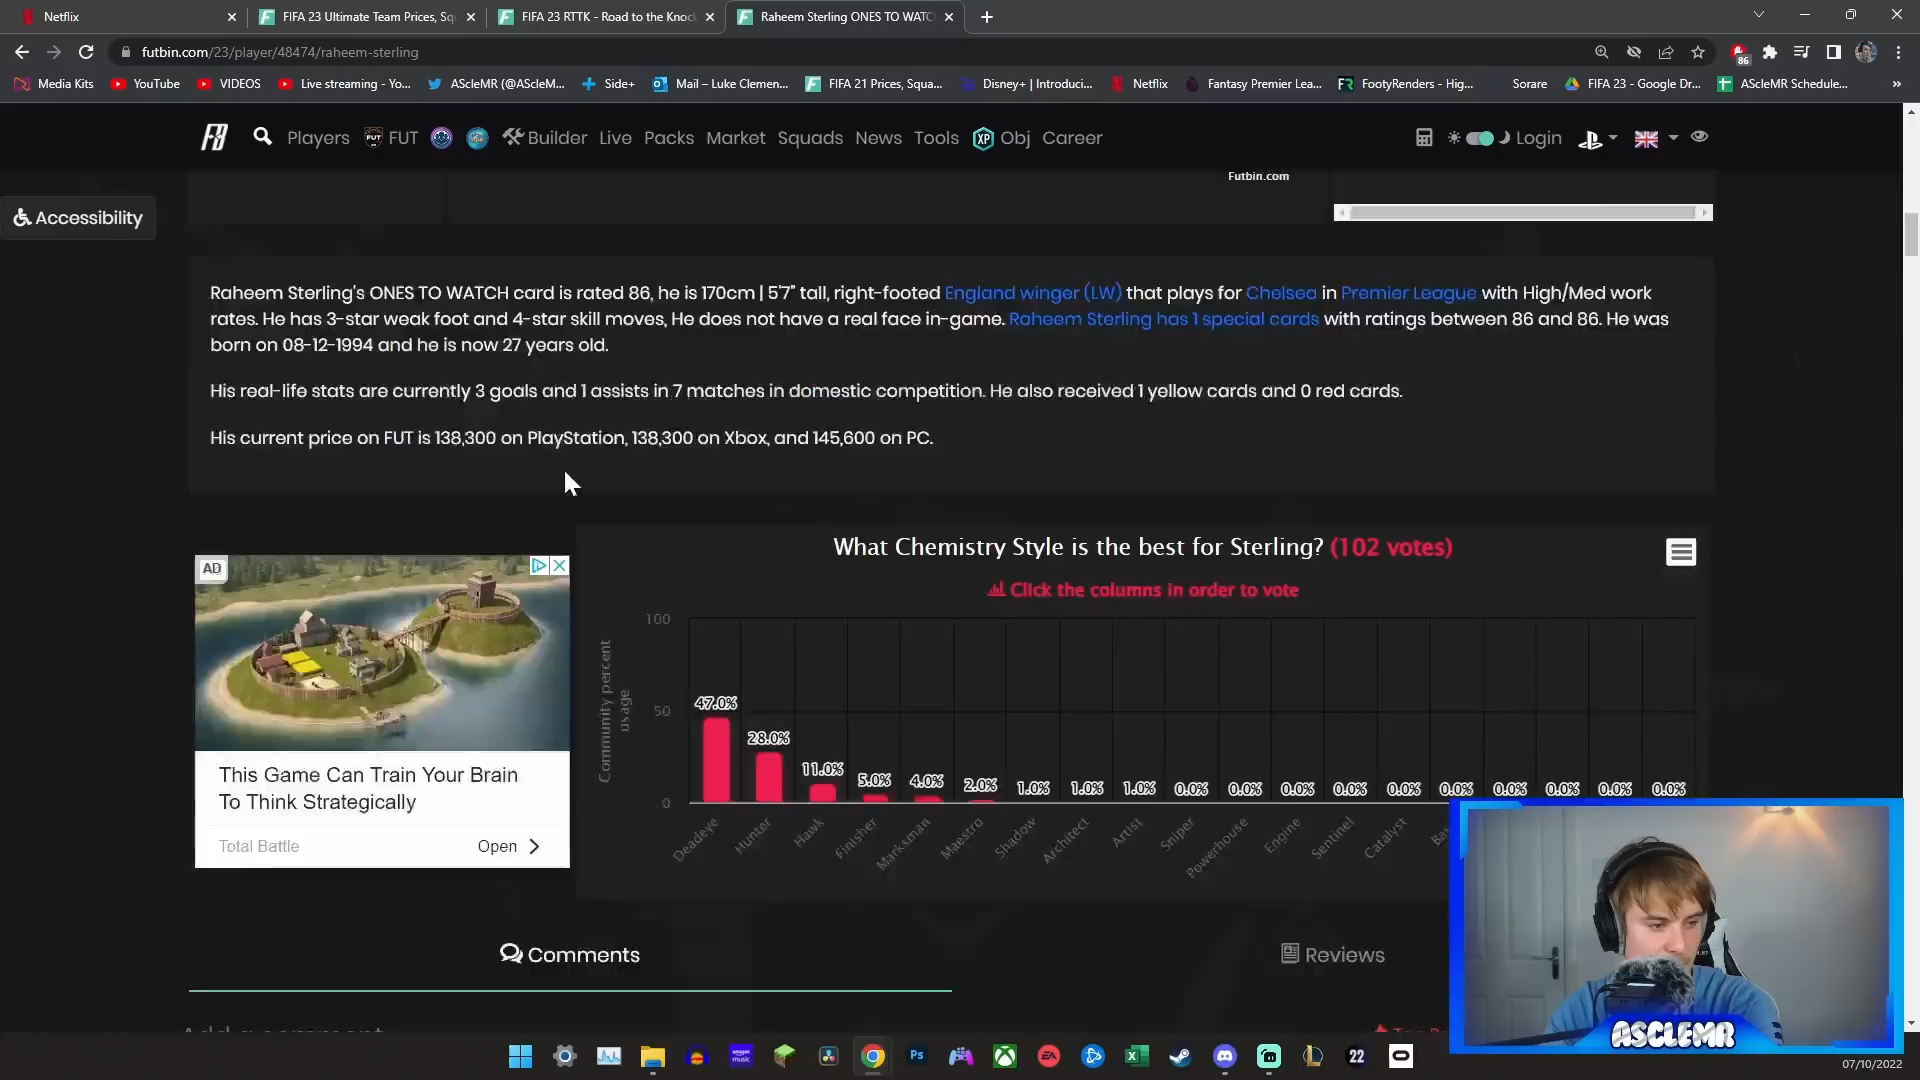 Netflix
FIFA 23 Ultimate Team Prices, Sq
FIFA 23 RTTK - Road to the Knoc
Raheem Sterling ONES TO WATC
futbin.com/23/player/48474/raheem-sterling
86
Media Kits
YouTube
VIDEOS
Live streaming - Yo...
AScleMR (@AScleM...
Side+
Mail – Luke Clemen...
FIFA 21 Prices, Squa...
Disney+ | Introduci...
Netflix
Fantasy Premier Lea...
FootyRenders - Hig...
Sorare
FIFA 23 - Google Dr...
AScleMR Schedule...
Players
FUT
Builder
Live
Packs
Market
Squads
News
Tools
XP
Obj
Career
Login
Futbin.com
Accessibility
Raheem Sterling's ONES TO WATCH card is rated 86, he is 170cm | 5'7" tall, right-footed England winger (LW) that plays for Chelsea in Premier League with High/Med work
rates. He has 3-star weak foot and 4-star skill moves, He does not have a real face in-game. Raheem Sterling has 1 special cards with ratings between 86 and 86. He was
born on 08-12-1994 and he is now 27 years old.
His real-life stats are currently 3 goals and 1 assists in 7 matches in domestic competition. He also received 1 yellow cards and 0 red cards.
His current price on FUT is 138,300 on PlayStation, 138,300 on Xbox, and 145,600 on PC.
AD
This Game Can Train Your Brain
To Think Strategically
Total Battle
Open
What Chemistry Style is the best for Sterling? (102 votes)
Click the columns in order to vote
Community percent
usage
100
50
0
47.0%
28.0%
11.0%
5.0%
4.0%
2.0%
1.0%
1.0%
1.0%
0.0%
0.0%
0.0%
0.0%
0.0%
0.0%
0.0%
0.0%
0.0%
0.0%
Deadeye
Hunter
Hawk
Finisher
Marksman
Maestro
Shadow
Architect
Artist
Sniper
Powerhouse
Engine
Sentinel
Catalyst
Comments
Reviews
Add a comment
ASCLEMR
Ps
EA
22
07/10/2022